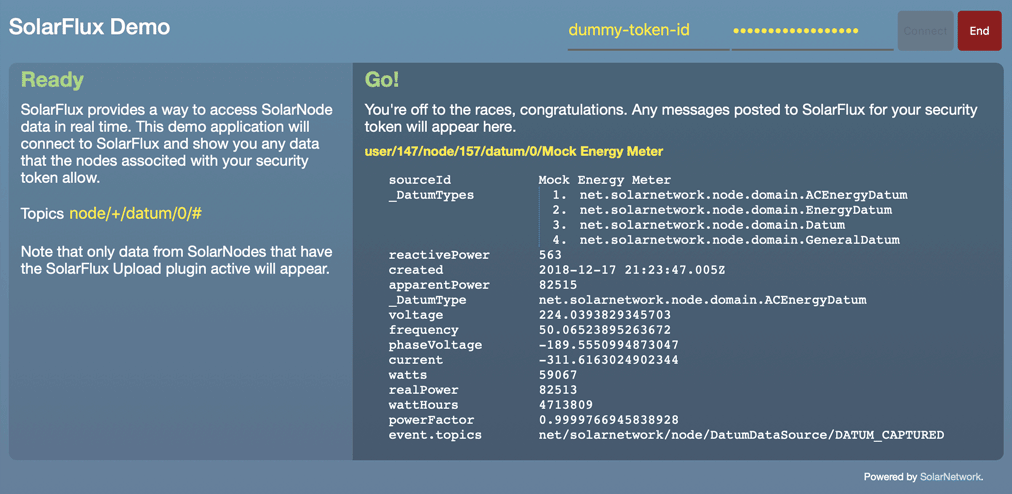 SolarFlux Demo
dummy-token-id
••••••••••••••••••
Connect
End
Ready
SolarFlux provides a way to access SolarNode
data in real time. This demo application will
connect to SolarFlux and show you any data
that the nodes associted with your security
token allow.
Topics node/+/datum/0/#
Note that only data from SolarNodes that have
the SolarFlux Upload plugin active will appear.
Go!
You're off to the races, congratulations. Any messages posted to SolarFlux for your security
token will appear here.
user/147/node/157/datum/0/Mock Energy Meter
sourceId Mock Energy Meter
_DatumTypes 1. net.solarnetwork.node.domain.ACEnergyDatum
2. net.solarnetwork.node.domain.EnergyDatum
3. net.solarnetwork.node.domain.Datum
4. net.solarnetwork.node.domain.GeneralDatum
reactivePower 563
created 2018-12-17 21:23:47.005Z
apparentPower 82515
_DatumType net.solarnetwork.node.domain.ACEnergyDatum
voltage 224.0393829345703
frequency 50.06523895263672
phaseVoltage -189.5550994873047
current -311.6163024902344
watts 59067
realPower 82513
wattHours 4713809
powerFactor 0.9999766945838928
event.topics net/solarnetwork/node/DatumDataSource/DATUM_CAPTURED
Powered by SolarNetwork.